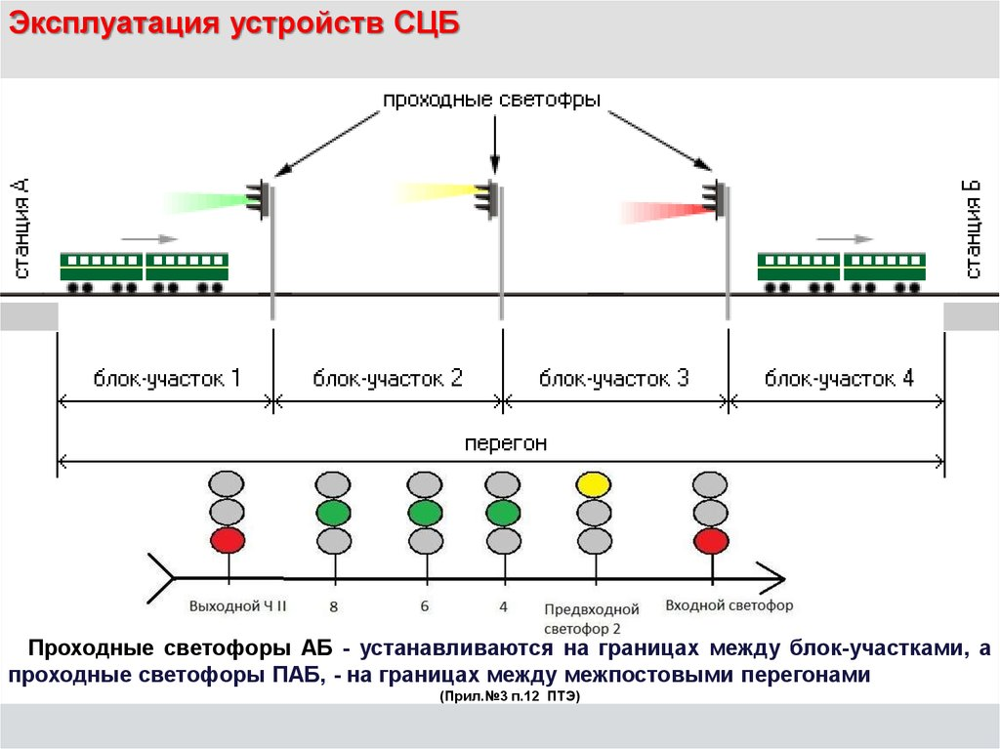 Эксплуатация устройств СЦБ
проходные светофры
станция А
станция Б
блок-участок 1
блок-участок 2
блок-участок 3
блок-участок 4
перегон
Выходной Ч II
8
6
4
Предвходной
светофор 2
Входной светофор
Проходные светофоры АБ - устанавливаются на границах между блок-участками, а
проходные светофоры ПАБ, - на границах между межпостовыми перегонами
(Прил.№3 п.12 ПТЭ)